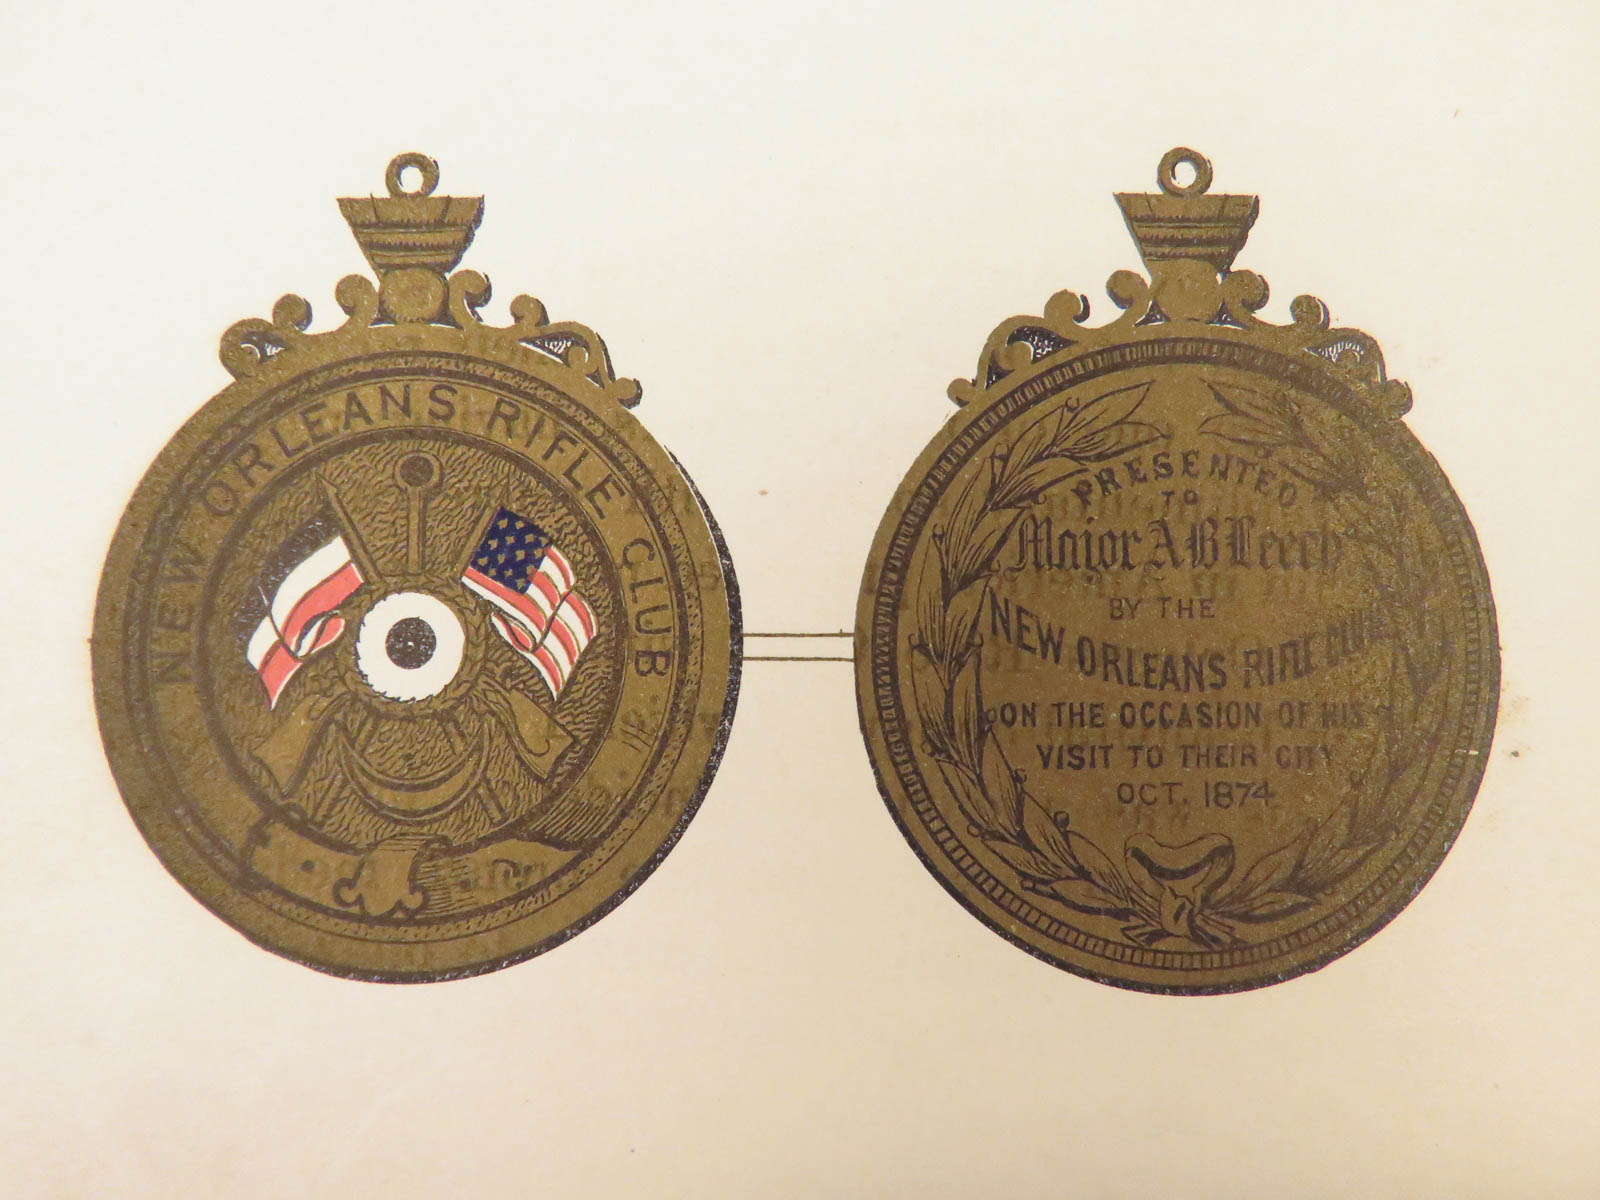 NEW ORLEANS RIFLE CLUB
PRESENTED
TO
Major A B Leech
BY THE
NEW ORLEANS RIFLE CLUB
ON THE OCCASION OF HIS
VISIT TO THEIR CITY
OCT. 1874